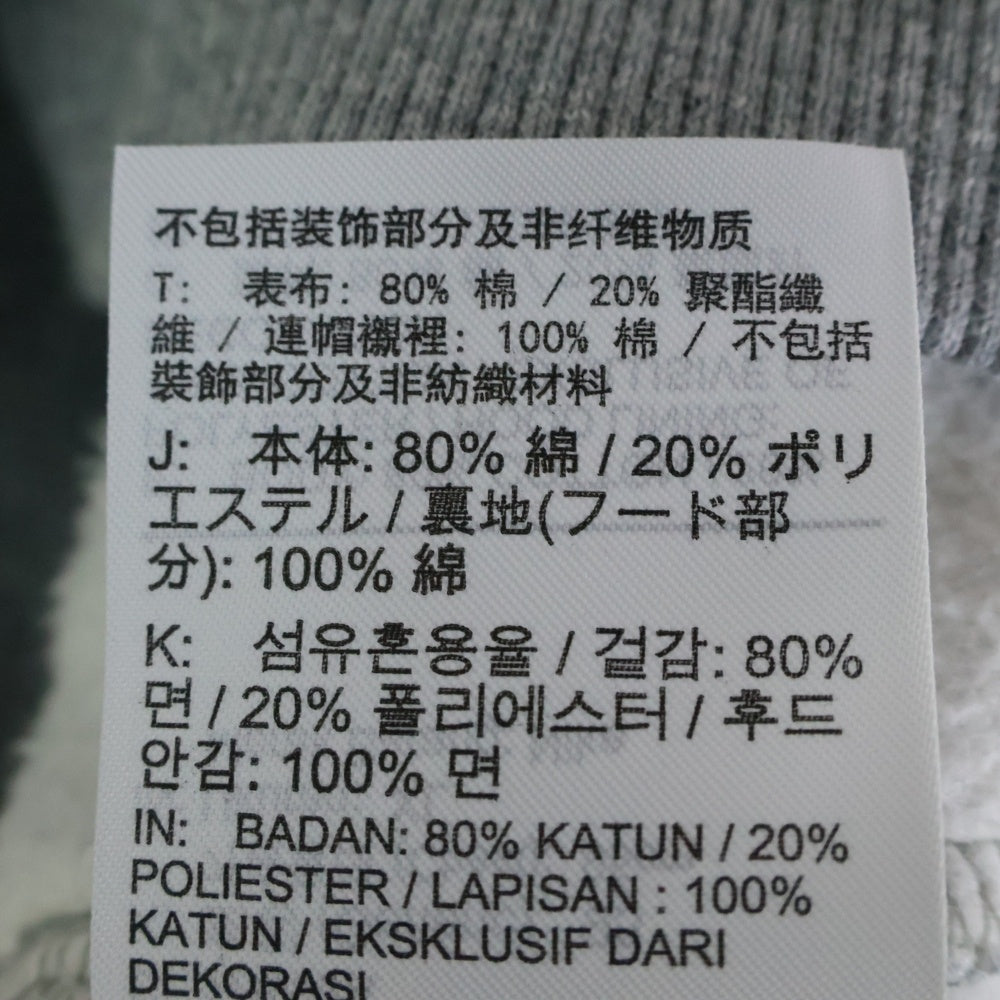 不包括装饰部分及非纤维物质
T: 表布: 80% 棉 / 20% 聚酯纖
維 / 連帽襯裡: 100% 棉 / 不包括
裝飾部分及非紡織材料
J: 本体: 80% 綿 / 20% ポリ
エステル / 裏地(フード部
分): 100% 綿
K: 섬유혼용율 / 겉감: 80%
면 / 20% 폴리에스터 / 후드
안감: 100% 면
IN: BADAN: 80% KATUN / 20%
POLIESTER / LAPISAN : 100%
KATUN / EKSKLUSIF DARI
DEKORASI